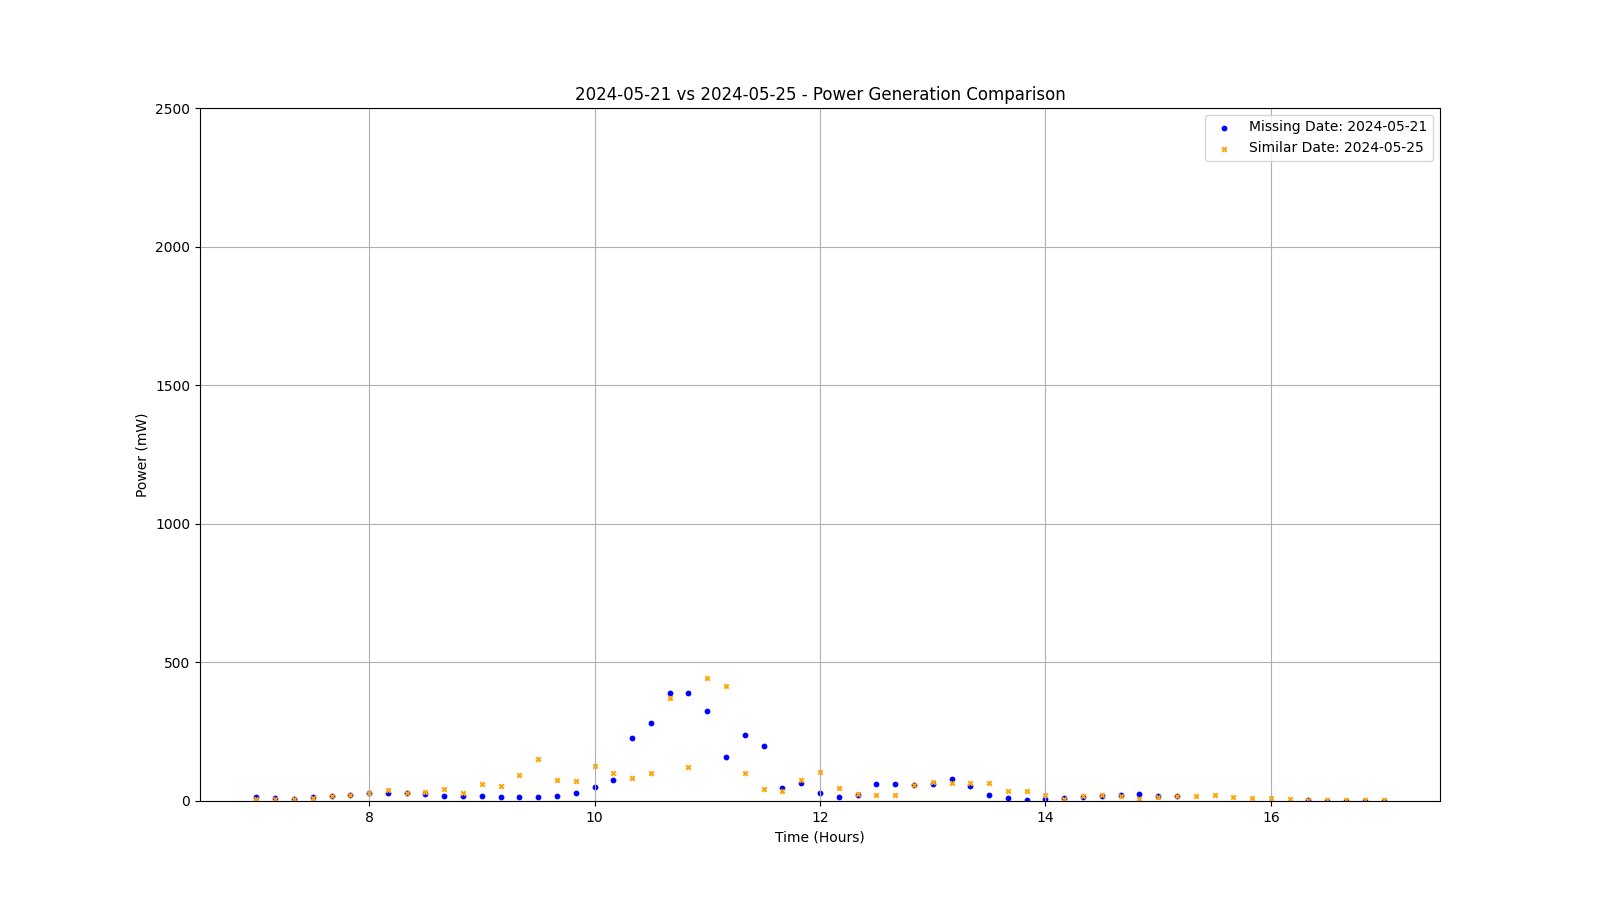 2024-05-21 vs 2024-05-25 - Power Generation Comparison
Missing Date: 2024-05-21
Similar Date: 2024-05-25
2500
2000
1500
1000
500
0
Power (mW)
8 10 12 14 16
Time (Hours)